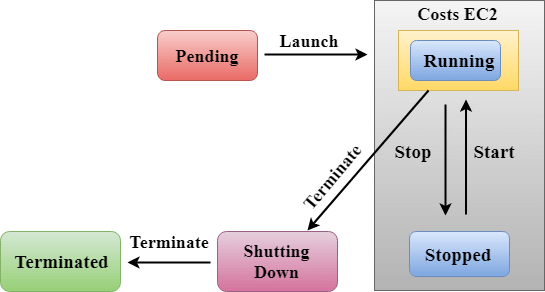 Costs EC2
Pending
Launch
Running
Terminate
Stop
Start
Terminated
Terminate
Shutting
Down
Stopped